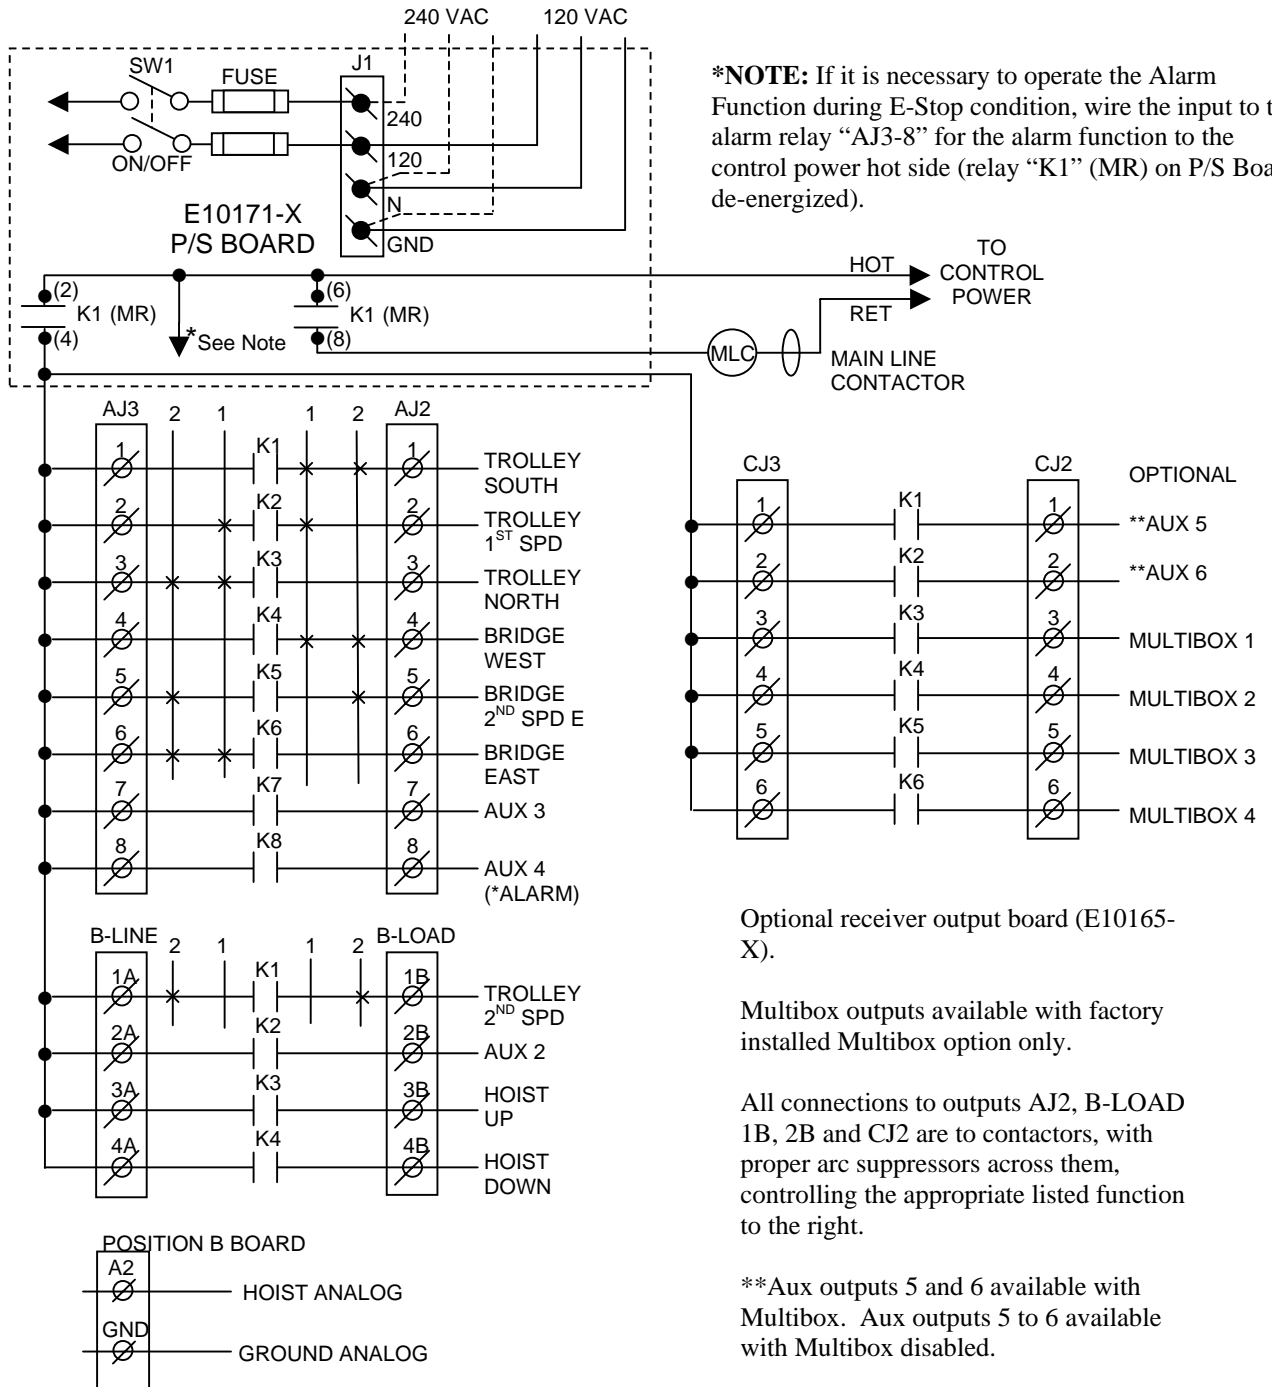 240 VAC 120 VAC
SW1
FUSE
J1
240
120
N
GND
ON/OFF
E10171-X
P/S BOARD
*NOTE: If it is necessary to operate the Alarm
Function during E-Stop condition, wire the input to t
alarm relay “AJ3-8” for the alarm function to the
control power hot side (relay “K1” (MR) on P/S Boa
de-energized).
HOT
RET
TO
CONTROL
POWER
(2)
K1 (MR)
(4)
*See Note
(6)
K1 (MR)
(8)
MLC
MAIN LINE
CONTACTOR
AJ3 2 1 1 2 AJ2
1 K1 1 TROLLEY
SOUTH
2 K2 2 TROLLEY
1ST SPD
3 K3 3 TROLLEY
NORTH
4 K4 4 BRIDGE
WEST
5 K5 5 BRIDGE
2ND SPD E
6 K6 6 BRIDGE
EAST
7 K7 7 AUX 3
8 K8 8 AUX 4
(*ALARM)
CJ3 CJ2 OPTIONAL
1 K1 1 **AUX 5
2 K2 2 **AUX 6
3 K3 3 MULTIBOX 1
4 K4 4 MULTIBOX 2
5 K5 5 MULTIBOX 3
6 K6 6 MULTIBOX 4
B-LINE 2 1 1 2 B-LOAD
1A K1 1B TROLLEY
2ND SPD
2A K2 2B AUX 2
3A K3 3B HOIST
UP
4A K4 4B HOIST
DOWN
POSITION B BOARD
A2 HOIST ANALOG
GND GROUND ANALOG
Optional receiver output board (E10165-
X).
Multibox outputs available with factory
installed Multibox option only.
All connections to outputs AJ2, B-LOAD
1B, 2B and CJ2 are to contactors, with
proper arc suppressors across them,
controlling the appropriate listed function
to the right.
**Aux outputs 5 and 6 available with
Multibox.  Aux outputs 5 to 6 available
with Multibox disabled.